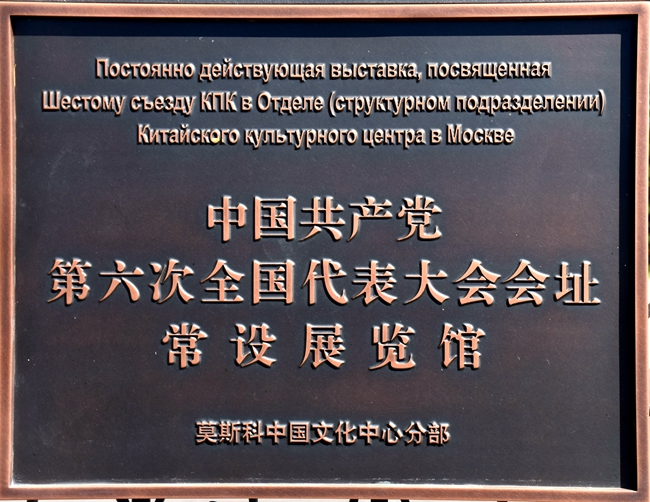 Постоянно действующая выставка, посвященная
Шестому съезду КПК в Отделе (структурном подразделении)
Китайского культурного центра в Москве
中国共产党
第六次全国代表大会会址
常设展览馆
莫斯科中国文化中心分部